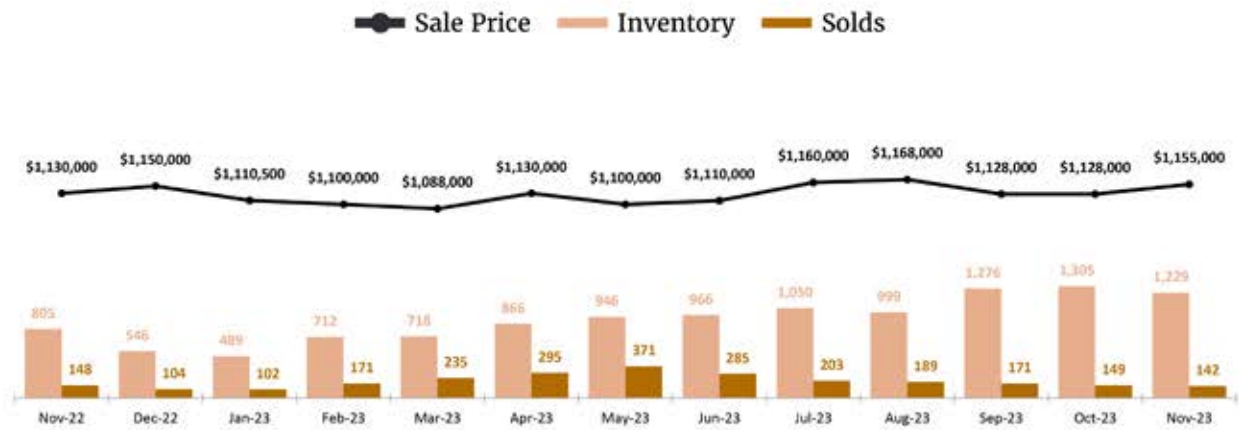 Sale Price Inventory Solds
$1,130,000 $1,150,000 $1,110,500 $1,100,000 $1,088,000 $1,130,000 $1,100,000 $1,110,000 $1,160,000 $1,168,000 $1,128,000 $1,128,000 $1,155,000
805 546 489 712 718 866 946 966 1,050 999 1,276 1,305 1,229
148 104 102 171 235 295 371 285 203 189 171 149 142
Nov-22 Dec-22 Jan-23 Feb-23 Mar-23 Apr-23 May-23 Jun-23 Jul-23 Aug-23 Sep-23 Oct-23 Nov-23